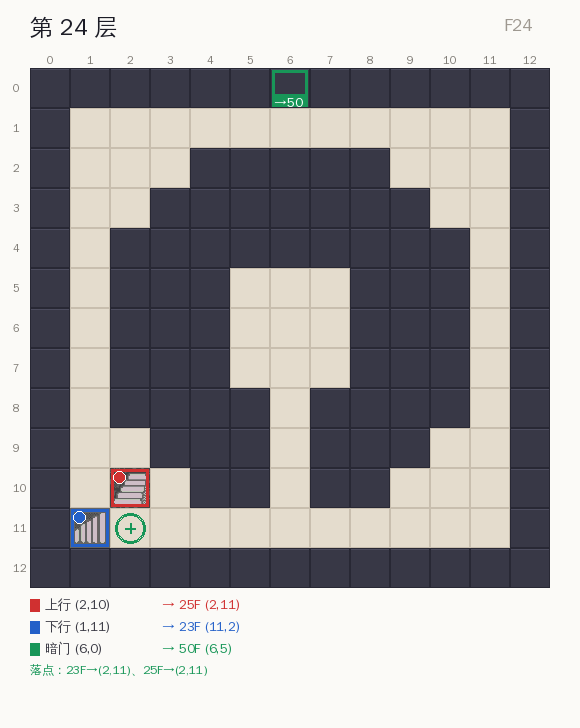 第 24 层
F24
0 1 2 3 4 5 6 7 8 9 10 11 12
0
→50
1
2
3
4
5
6
7
8
9
10
11
12
上行 (2,10) → 25F (2,11)
下行 (1,11) → 23F (11,2)
暗门 (6,0) → 50F (6,5)
落点：23F→(2,11)、25F→(2,11)